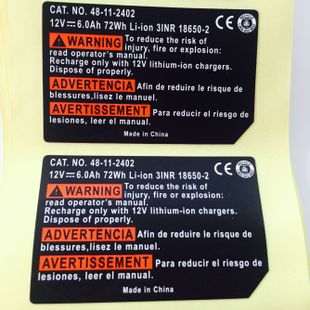 CAT. NO. 48-11-2402
12V⎓6.0Ah 72Wh Li-ion 3INR 18650-2
CE
WARNING To reduce the risk of
injury, fire or explosion:
read operator's manual.
Recharge only with 12V lithium-ion chargers.
Dispose of properly.
ADVERTENCIA Afin de reduire le risque de
blessures,lisez le manuel.
AVERTISSEMENT Para reducir el riesgo de
lesiones, leer el manual.
Made in China
CAT. NO. 48-11-2402
12V⎓6.0Ah 72Wh Li-ion 3INR 18650-2
CE
WARNING To reduce the risk of
injury, fire or explosion:
read operator's manual.
Recharge only with 12V lithium-ion chargers.
Dispose of properly.
ADVERTENCIA Afin de reduire le risque de
blessures,lisez le manuel.
AVERTISSEMENT Para reducir el riesgo de
lesiones, leer el manual.
Made in China